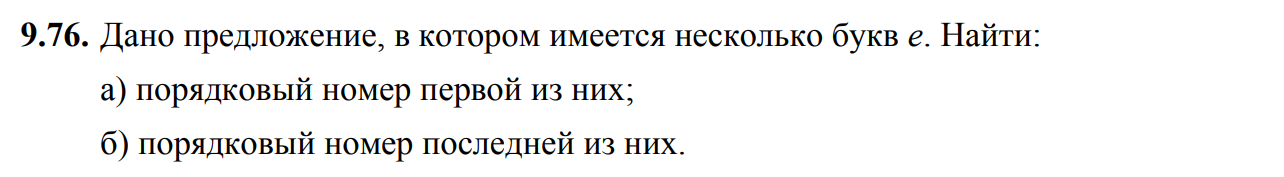 9.76. Дано предложение, в котором имеется несколько букв е. Найти:
а) порядковый номер первой из них;
б) порядковый номер последней из них.